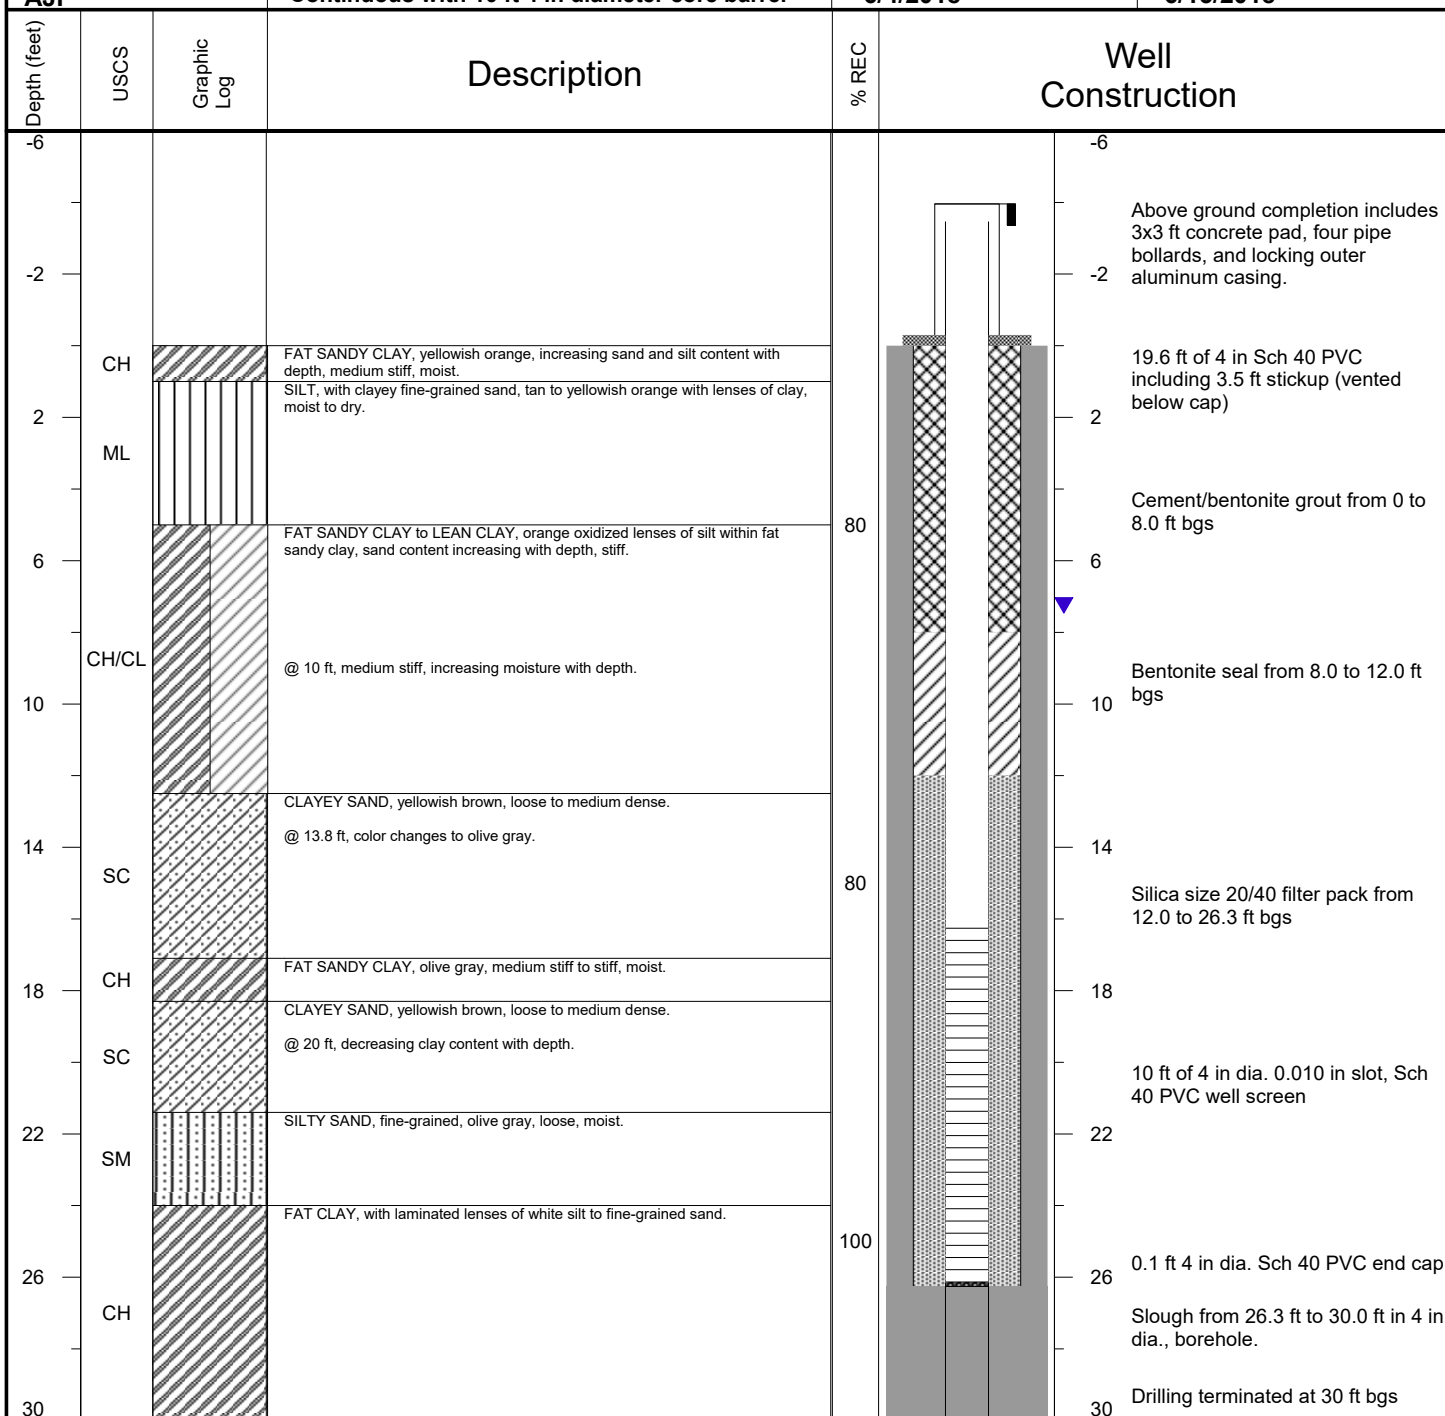 Depth (feet)
USCS
Graphic
Log
Description
% REC
Well
Construction
-6
-6
Above ground completion includes
3x3 ft concrete pad, four pipe
bollards, and locking outer
aluminum casing.
-2
-2
CH
FAT SANDY CLAY, yellowish orange, increasing sand and silt content with
depth, medium stiff, moist.
19.6 ft of 4 in Sch 40 PVC
including 3.5 ft stickup (vented
below cap)
SILT, with clayey fine-grained sand, tan to yellowish orange with lenses of clay,
moist to dry.
2
2
ML
Cement/bentonite grout from 0 to
8.0 ft bgs
FAT SANDY CLAY to LEAN CLAY, orange oxidized lenses of silt within fat
sandy clay, sand content increasing with depth, stiff.
80
6
6
CH/CL
@ 10 ft, medium stiff, increasing moisture with depth.
Bentonite seal from 8.0 to 12.0 ft
bgs
10
10
CLAYEY SAND, yellowish brown, loose to medium dense.
@ 13.8 ft, color changes to olive gray.
14
14
SC
80
Silica size 20/40 filter pack from
12.0 to 26.3 ft bgs
CH
FAT SANDY CLAY, olive gray, medium stiff to stiff, moist.
18
18
CLAYEY SAND, yellowish brown, loose to medium dense.
@ 20 ft, decreasing clay content with depth.
SC
10 ft of 4 in dia. 0.010 in slot, Sch
40 PVC well screen
SILTY SAND, fine-grained, olive gray, loose, moist.
22
22
SM
FAT CLAY, with laminated lenses of white silt to fine-grained sand.
100
0.1 ft 4 in dia. Sch 40 PVC end cap
26
26
CH
Slough from 26.3 ft to 30.0 ft in 4 in
dia., borehole.
Drilling terminated at 30 ft bgs
30
30